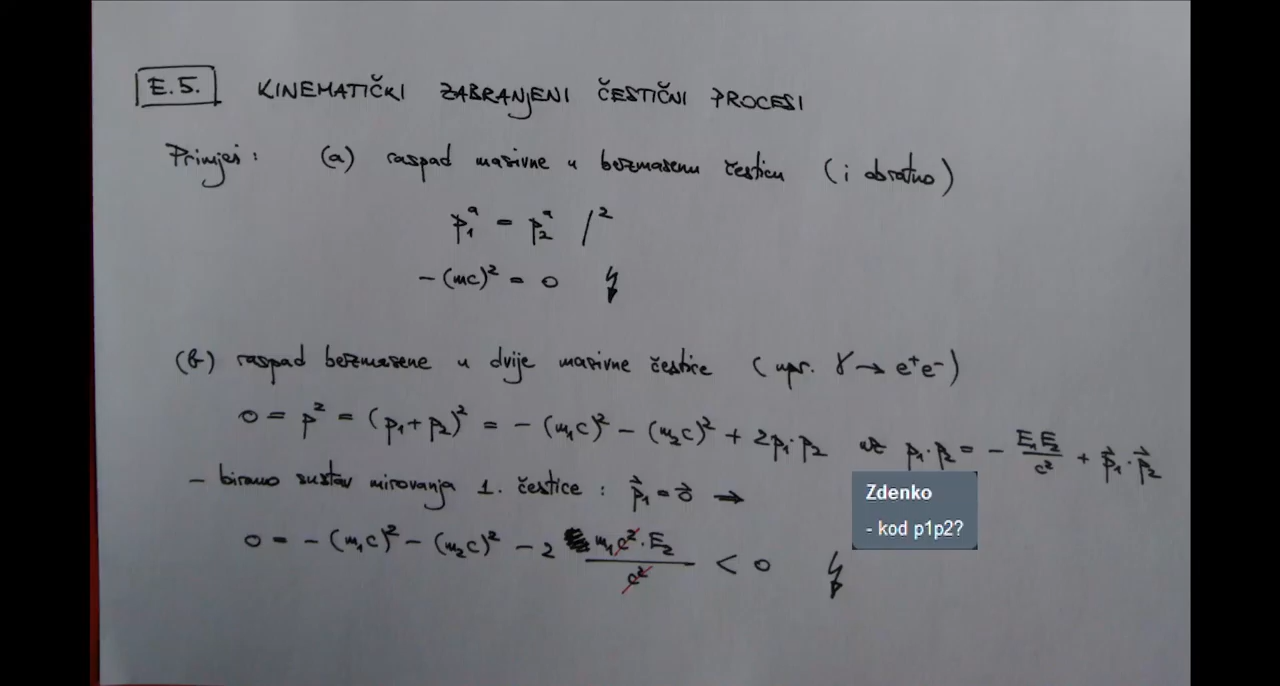 E.5. KINEMATIČKI ZABRANJENI ČESTIČNI PROCESI
Primjer: (a) raspad masivne u bezmasenu česticu (i obratno)
p₁ᵃ = p₂ᵃ /²
-(mc)² = 0 ↯
(b) raspad bezmasene u dvije masivne čestice (npr. γ → e⁺e⁻)
0 = p² = (p₁+p₂)² = -(m₁c)² - (m₂c)² + 2p₁·p₂ uz p₁·p₂ = - E₁E₂/c² + p⃗₁·p⃗₂
- biramo sustav mirovanja 1. čestice : p⃗₁ = 0⃗ →
0 = -(m₁c)² - (m₂c)² - 2 m₁c²·E₂/c² < 0 ↯
Zdenko
- kod p1p2?